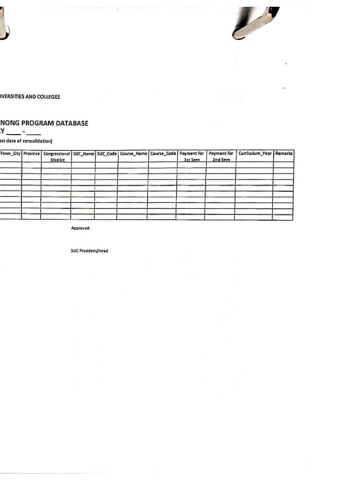 IVERSITIES AND COLLEGES
NONG PROGRAM DATABASE
Y ____ - ____
ast date of consolidation)
Town_City Province Congressional District SUC_Name SUC_Code Course_Name Course_Code Payment for 1st Sem Payment for 2nd Sem Curriculum_Year Remarks
Approved:
SUC President/Head